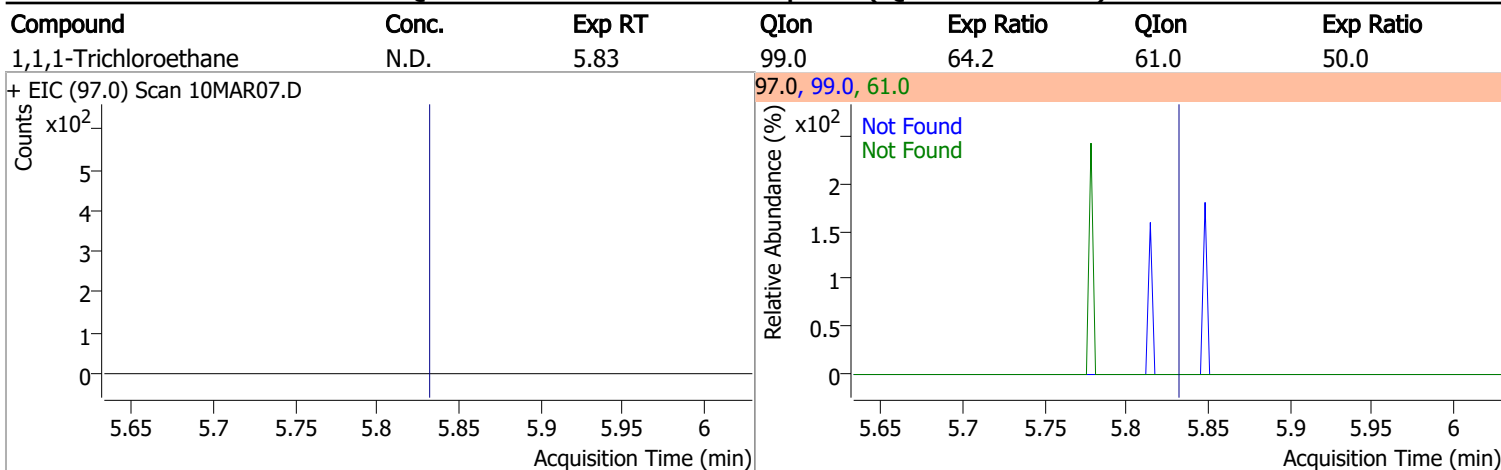 Compound Conc. Exp RT QIon Exp Ratio QIon Exp Ratio
1,1,1-Trichloroethane N.D. 5.83 99.0 64.2 61.0 50.0
+ EIC (97.0) Scan 10MAR07.D
Counts
x10²
5
4
3
2
1
0
5.65 5.7 5.75 5.8 5.85 5.9 5.95 6
Acquisition Time (min)
97.0, 99.0, 61.0
Relative Abundance (%)
x10²
Not Found
Not Found
2
1.5
1
0.5
0
5.65 5.7 5.75 5.8 5.85 5.9 5.95 6
Acquisition Time (min)